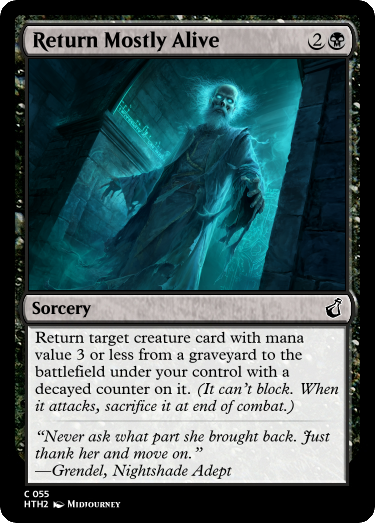 Return Mostly Alive 2
Sorcery
Return target creature card with mana
value 3 or less from a graveyard to the
battlefield under your control with a
decayed counter on it. (It can't block. When
it attacks, sacrifice it at end of combat.)
“Never ask what part she brought back. Just
thank her and move on.”
—Grendel, Nightshade Adept
C 055
HTH2 Midjourney